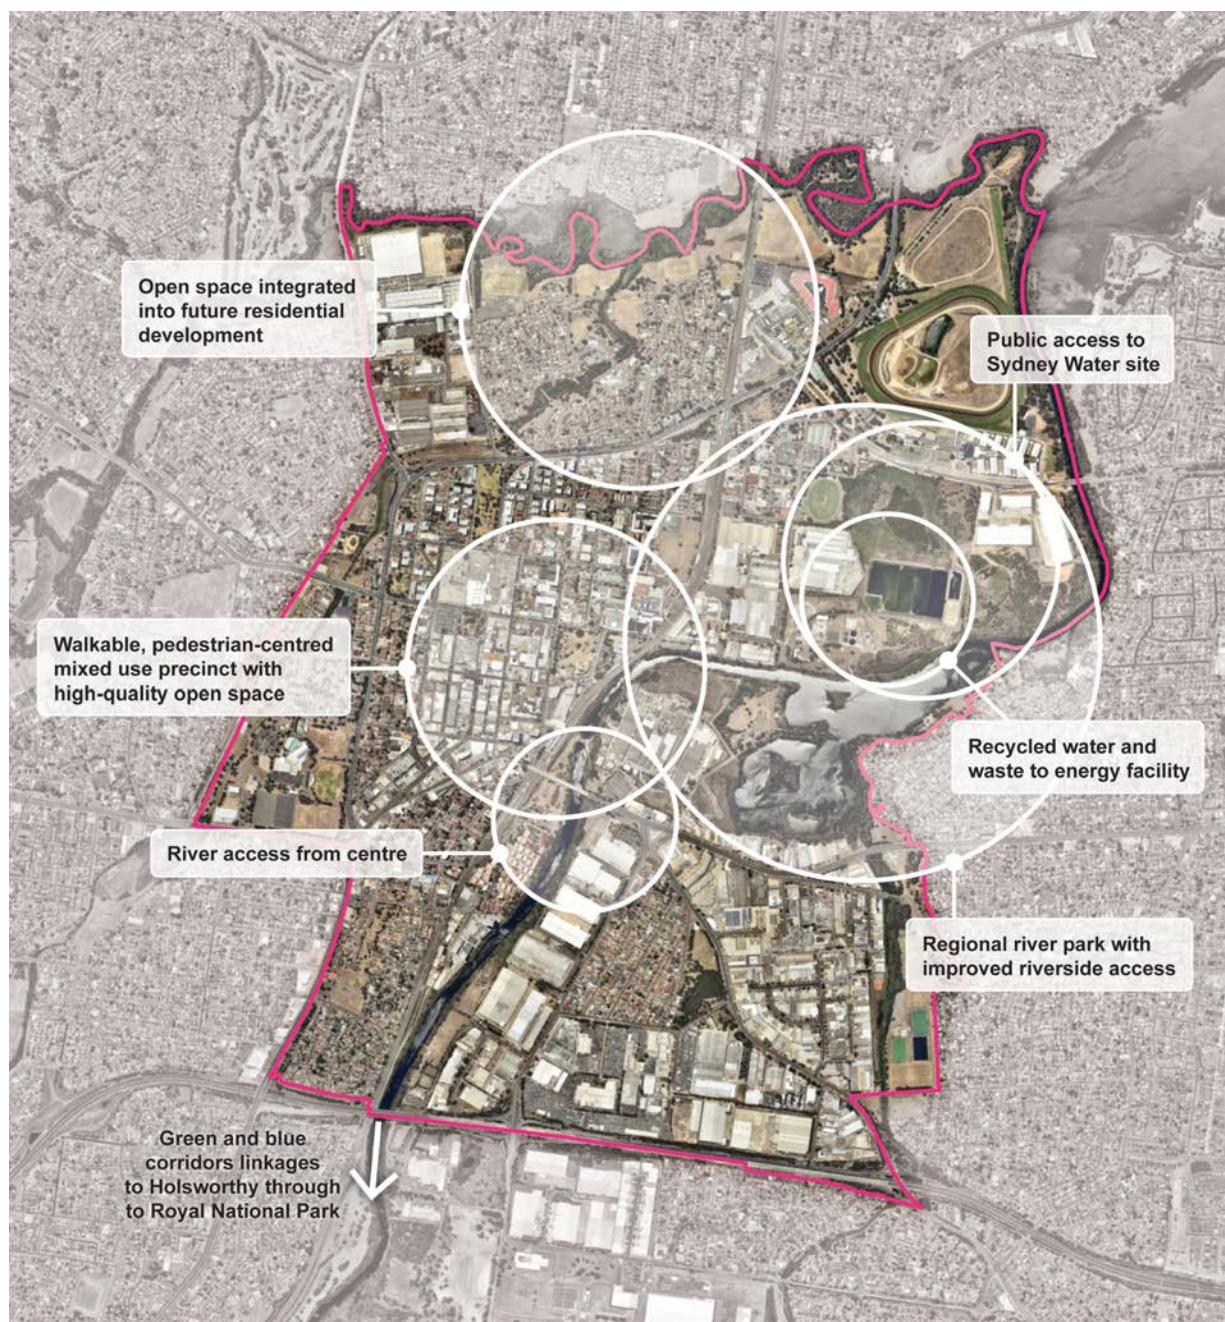 Open space integrated
into future residential
development
Public access to
Sydney Water site
Walkable, pedestrian-centred
mixed use precinct with
high-quality open space
Recycled water and
waste to energy facility
River access from centre
Regional river park with
improved riverside access
Green and blue
corridors linkages
to Holsworthy through
to Royal National Park